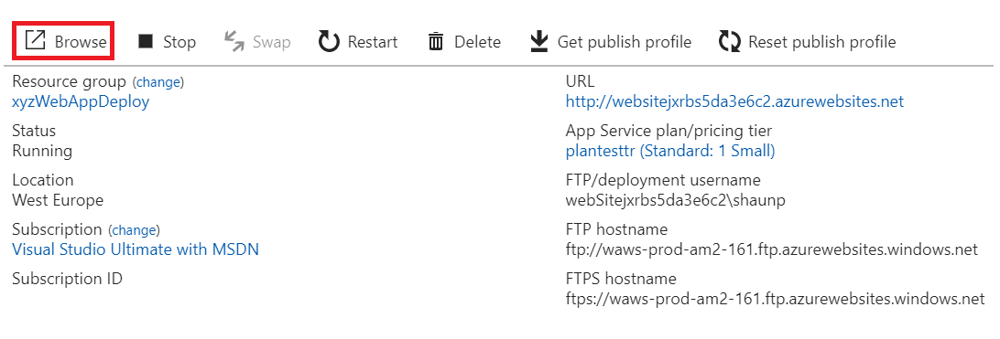 Browse Stop Swap Restart Delete Get publish profile Reset publish profile
Resource group (change)
xyzWebAppDeploy
Status
Running
Location
West Europe
Subscription (change)
Visual Studio Ultimate with MSDN
Subscription ID
URL
http://websitejxrbs5da3e6c2.azurewebsites.net
App Service plan/pricing tier
plantesttr (Standard: 1 Small)
FTP/deployment username
webSitejxrbs5da3e6c2\shaunp
FTP hostname
ftp://waws-prod-am2-161.ftp.azurewebsites.windows.net
FTPS hostname
ftps://waws-prod-am2-161.ftp.azurewebsites.windows.net